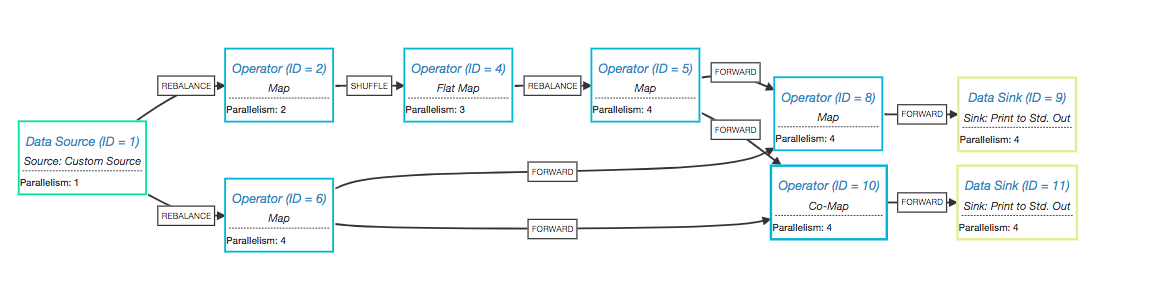 Data Source (ID = 1)
Source: Custom Source
Parallelism: 1
REBALANCE
REBALANCE
Operator (ID = 2)
Map
Parallelism: 2
SHUFFLE
Operator (ID = 4)
Flat Map
Parallelism: 3
REBALANCE
Operator (ID = 5)
Map
Parallelism: 4
FORWARD
FORWARD
Operator (ID = 6)
Map
Parallelism: 4
FORWARD
FORWARD
Operator (ID = 8)
Map
Parallelism: 4
FORWARD
Data Sink (ID = 9)
Sink: Print to Std. Out
Parallelism: 4
Operator (ID = 10)
Co-Map
Parallelism: 4
FORWARD
Data Sink (ID = 11)
Sink: Print to Std. Out
Parallelism: 4